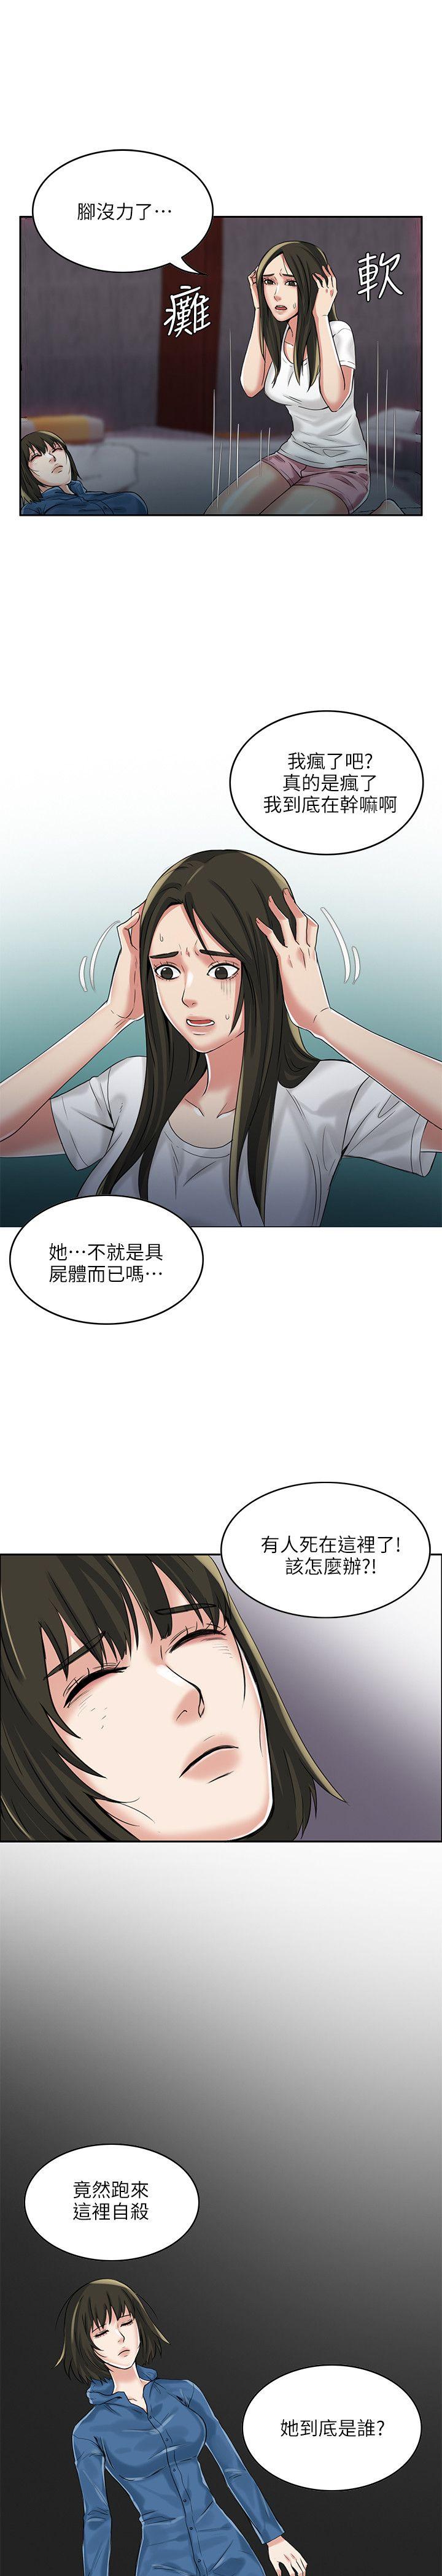 腳沒力了…
癱
軟
我瘋了吧?
真的是瘋了
我到底在幹嘛啊
她…不就是具
屍體而已嗎…
有人死在這裡了!
該怎麼辦?!
竟然跑來
這裡自殺
她到底是誰?